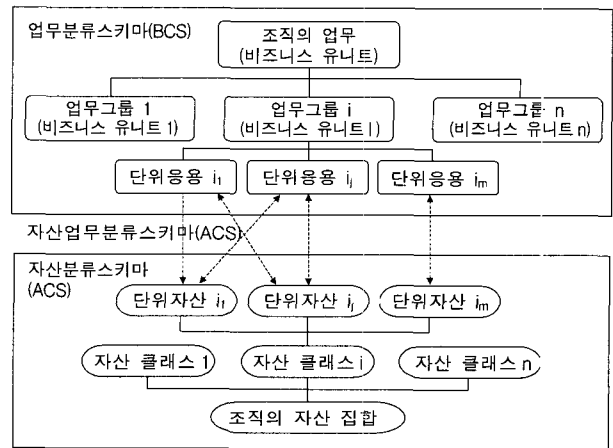 업무분류스키마(BCS)
조직의 업무
(비즈니스 유니트)
업무그룹 1
(비즈니스 유니트1)
업무그룹 i
(비즈니스 유니트 I)
업무그룹 n
(비즈니스 유니트 n)
단위응용 i₁
단위응용 iⱼ
단위응용 iₘ
자산업무분류스키마(ACS)
자산분류스키마
(ACS)
단위자산 i₁
단위자산 iⱼ
단위자산 iₘ
자산 클래스 1
자산 클래스 i
자산 클래스 n
조직의 자산 집합